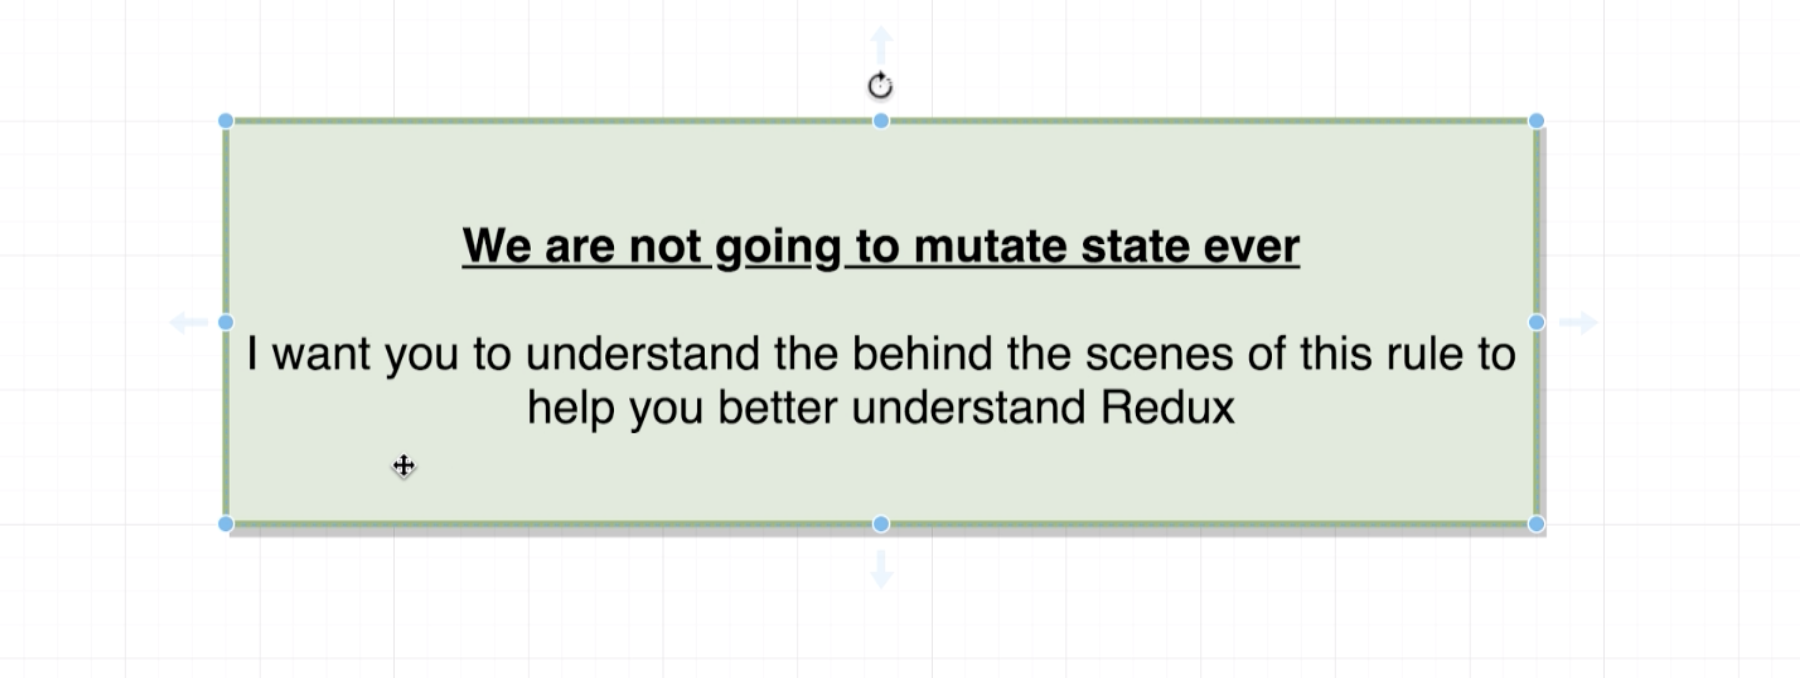 We are not going to mutate state ever
I want you to understand the behind the scenes of this rule to
help you better understand Redux